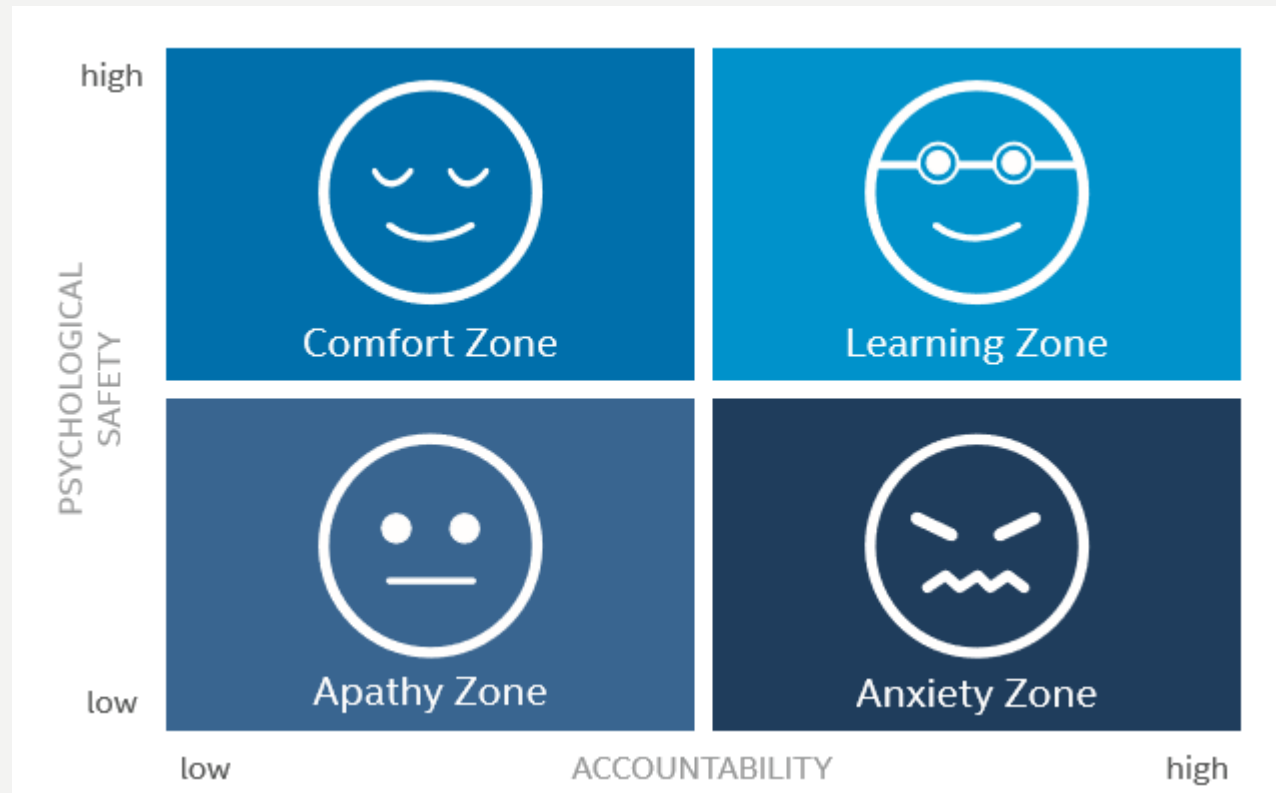 high
Comfort Zone
Learning Zone
PSYCHOLOGICAL
SAFETY
Apathy Zone
Anxiety Zone
low
low
ACCOUNTABILITY
high